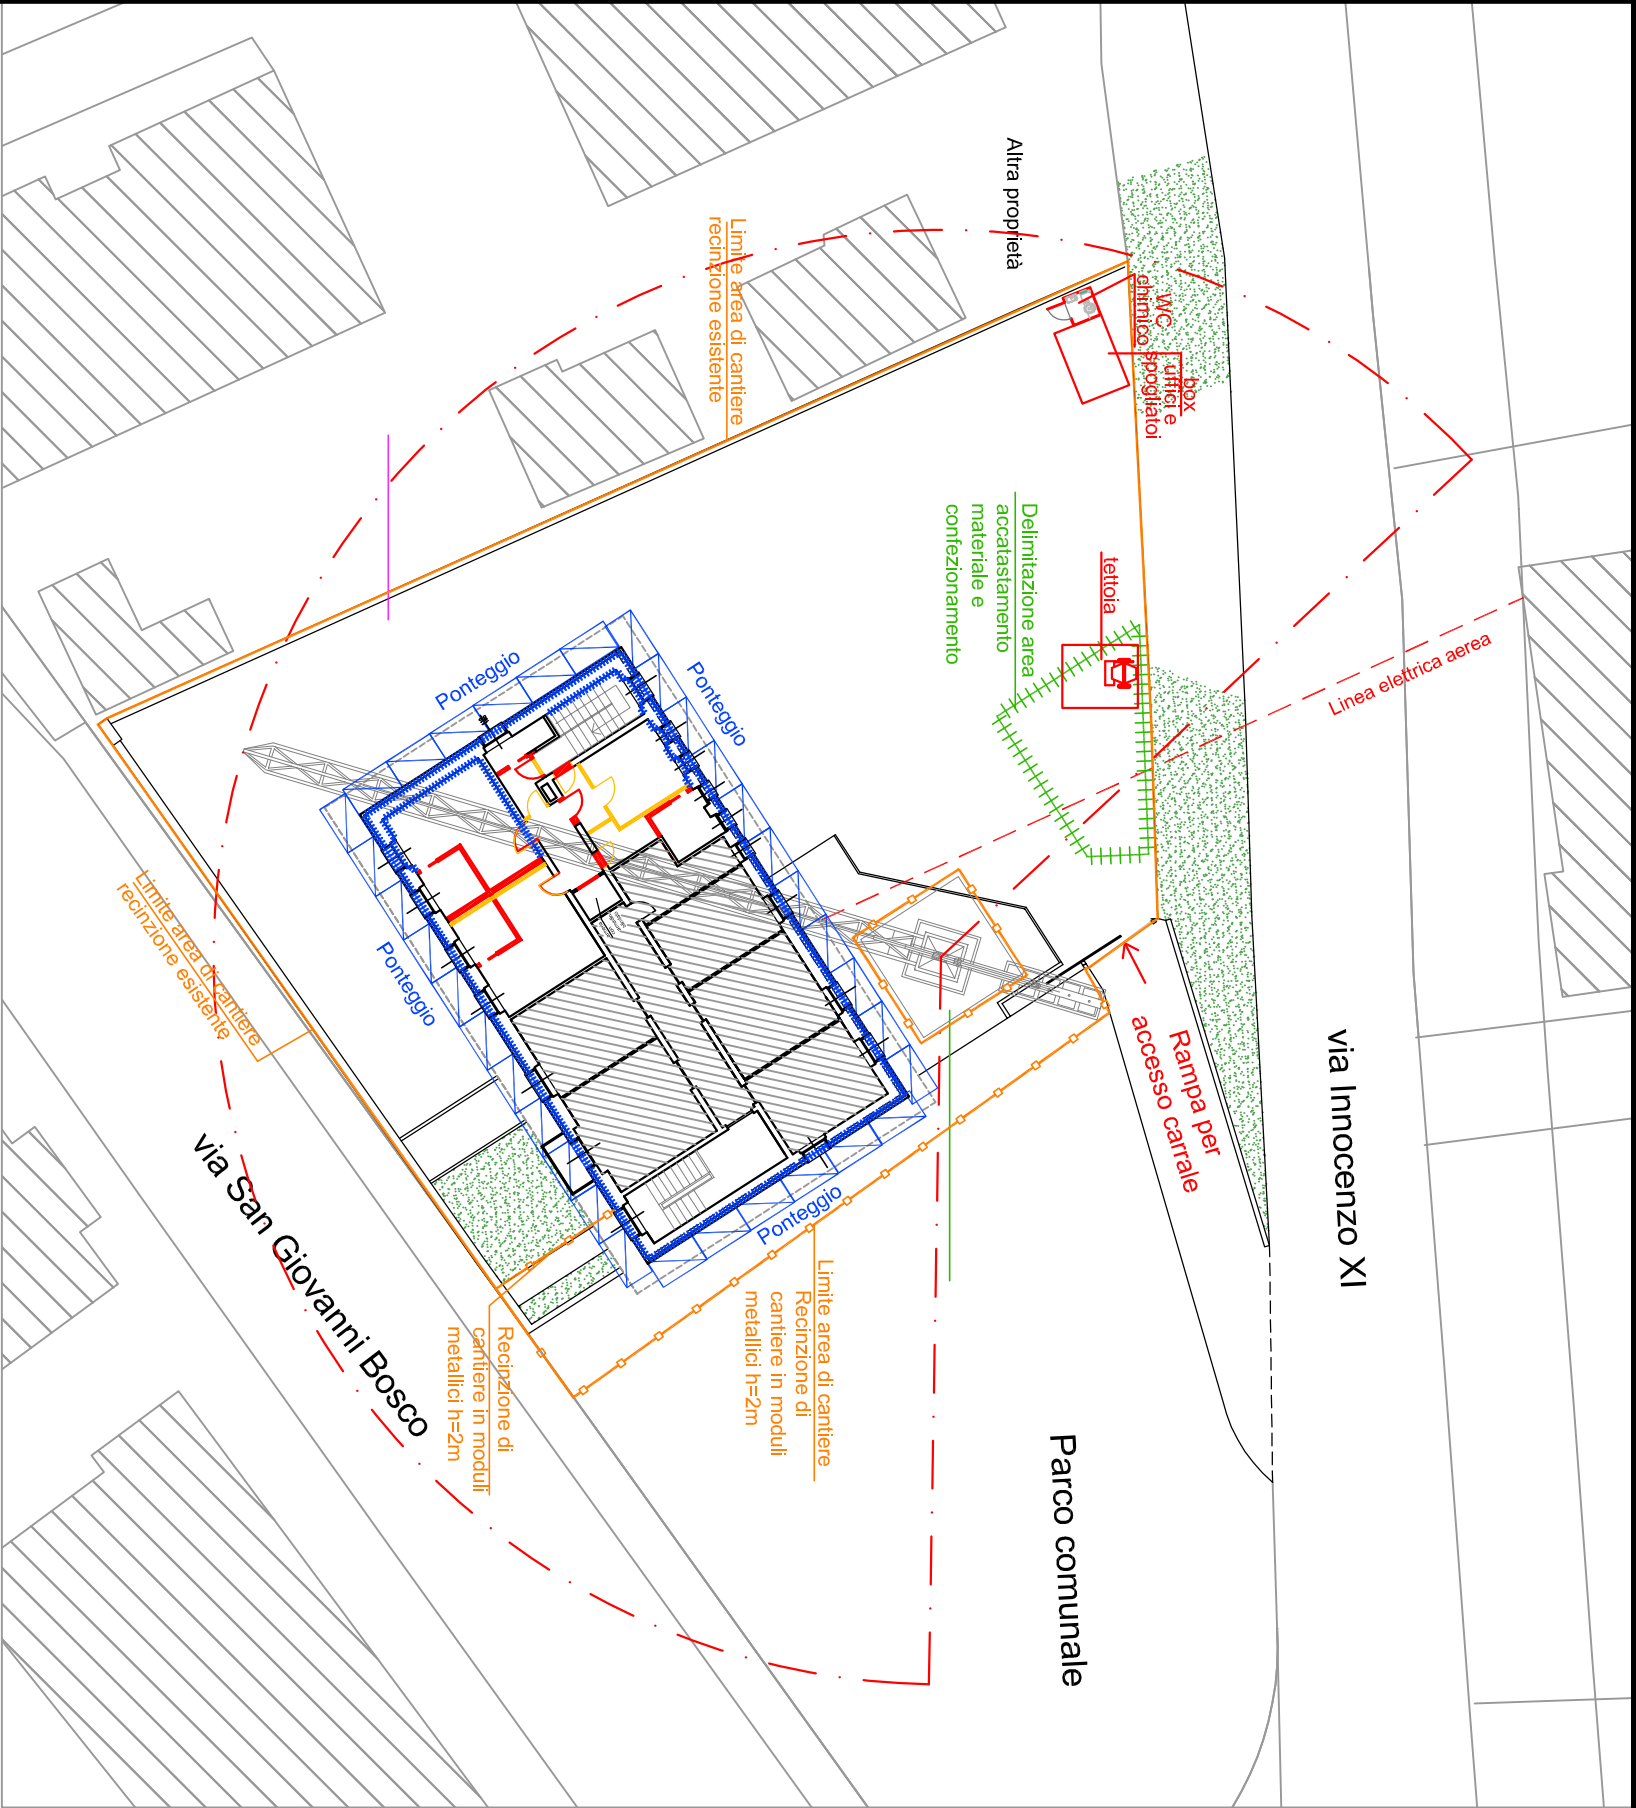 Altra proprietà
Limite area di cantiere
recinzione esistente
WC
chimico
box
uffici e
spogliatoi
Delimitazione area
accatastamento
materiale e
confezionamento
tettoia
Linea elettrica aerea
Ponteggio
Ponteggio
Ponteggio
Ponteggio
Limite area di cantiere
recinzione esistente
Rampa per
accesso carrale
via Innocenzo XI
via San Giovanni Bosco
Limite area di cantiere
Recinzione di
cantiere in moduli
metallici h=2m
Recinzione di
cantiere in moduli
metallici h=2m
Parco comunale